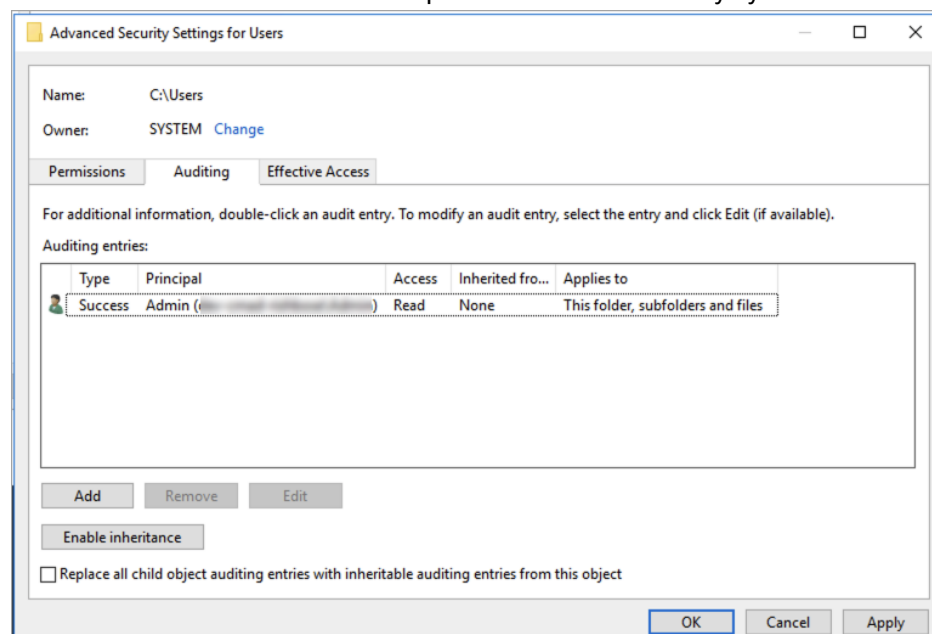 Advanced Security Settings for Users
Name: C:\Users
Owner: SYSTEM Change
Permissions Auditing Effective Access
For additional information, double-click an audit entry. To modify an audit entry, select the entry and click Edit (if available).
Auditing entries:
Type Principal Access Inherited fro... Applies to
Success Admin ( ) Read None This folder, subfolders and files
Add Remove Edit
Enable inheritance
Replace all child object auditing entries with inheritable auditing entries from this object
OK Cancel Apply